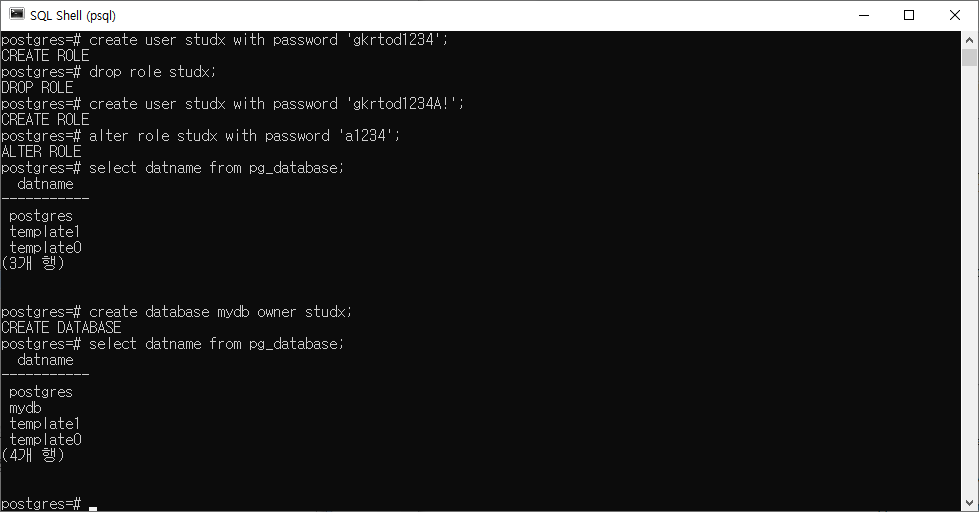 SQL Shell (psql)
postgres=# create user studx with password 'gkrtod1234';
CREATE ROLE
postgres=# drop role studx;
DROP ROLE
postgres=# create user studx with password 'gkrtod1234A!';
CREATE ROLE
postgres=# alter role studx with password 'a1234';
ALTER ROLE
postgres=# select datname from pg_database;
  datname
-----------
 postgres
 template1
 template0
(3개 행)
postgres=# create database mydb owner studx;
CREATE DATABASE
postgres=# select datname from pg_database;
  datname
-----------
 postgres
 mydb
 template1
 template0
(4개 행)
postgres=#